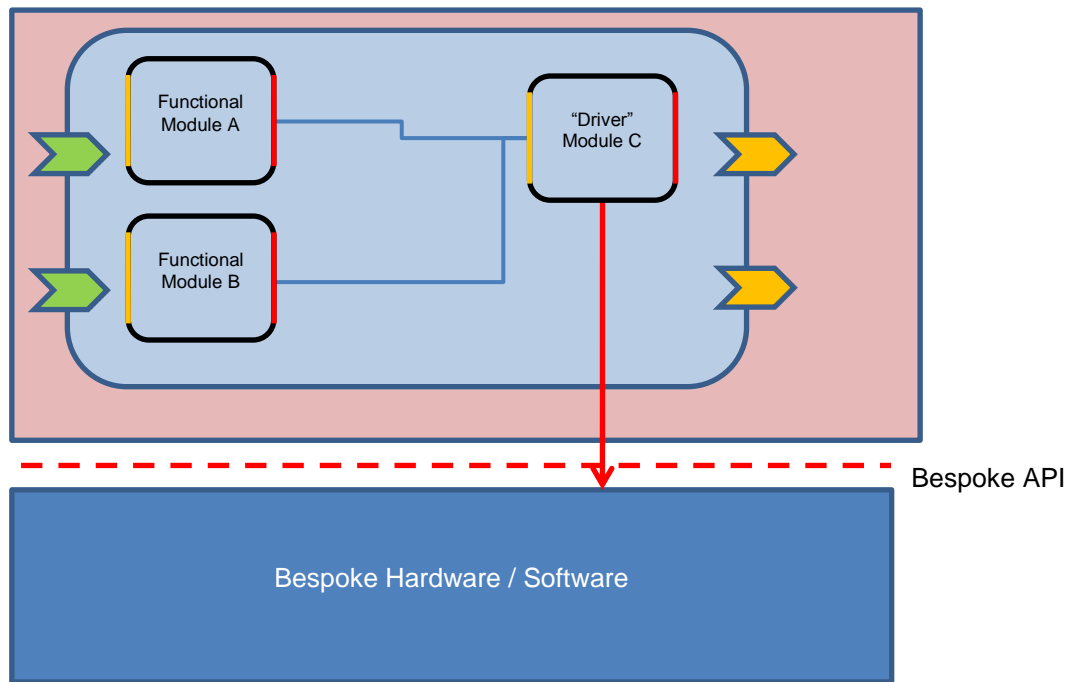 Functional
Module A
“Driver”
Module C
Functional
Module B
Bespoke API
Bespoke Hardware / Software